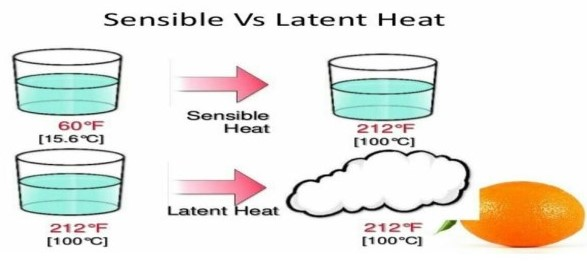 Sensible Vs Latent Heat
60°F
[15.6°C]
Sensible
Heat
212°F
[100°C]
212°F
[100°C]
Latent Heat
212°F
[100°C]